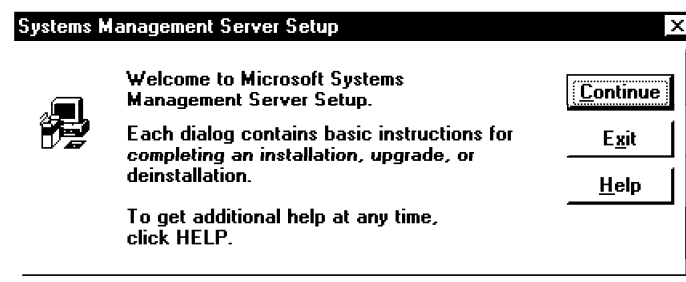 Systems Management Server Setup
Welcome to Microsoft Systems
Management Server Setup.
Each dialog contains basic instructions for
completing an installation, upgrade, or
deinstallation.
To get additional help at any time,
click HELP.
Continue
Exit
Help